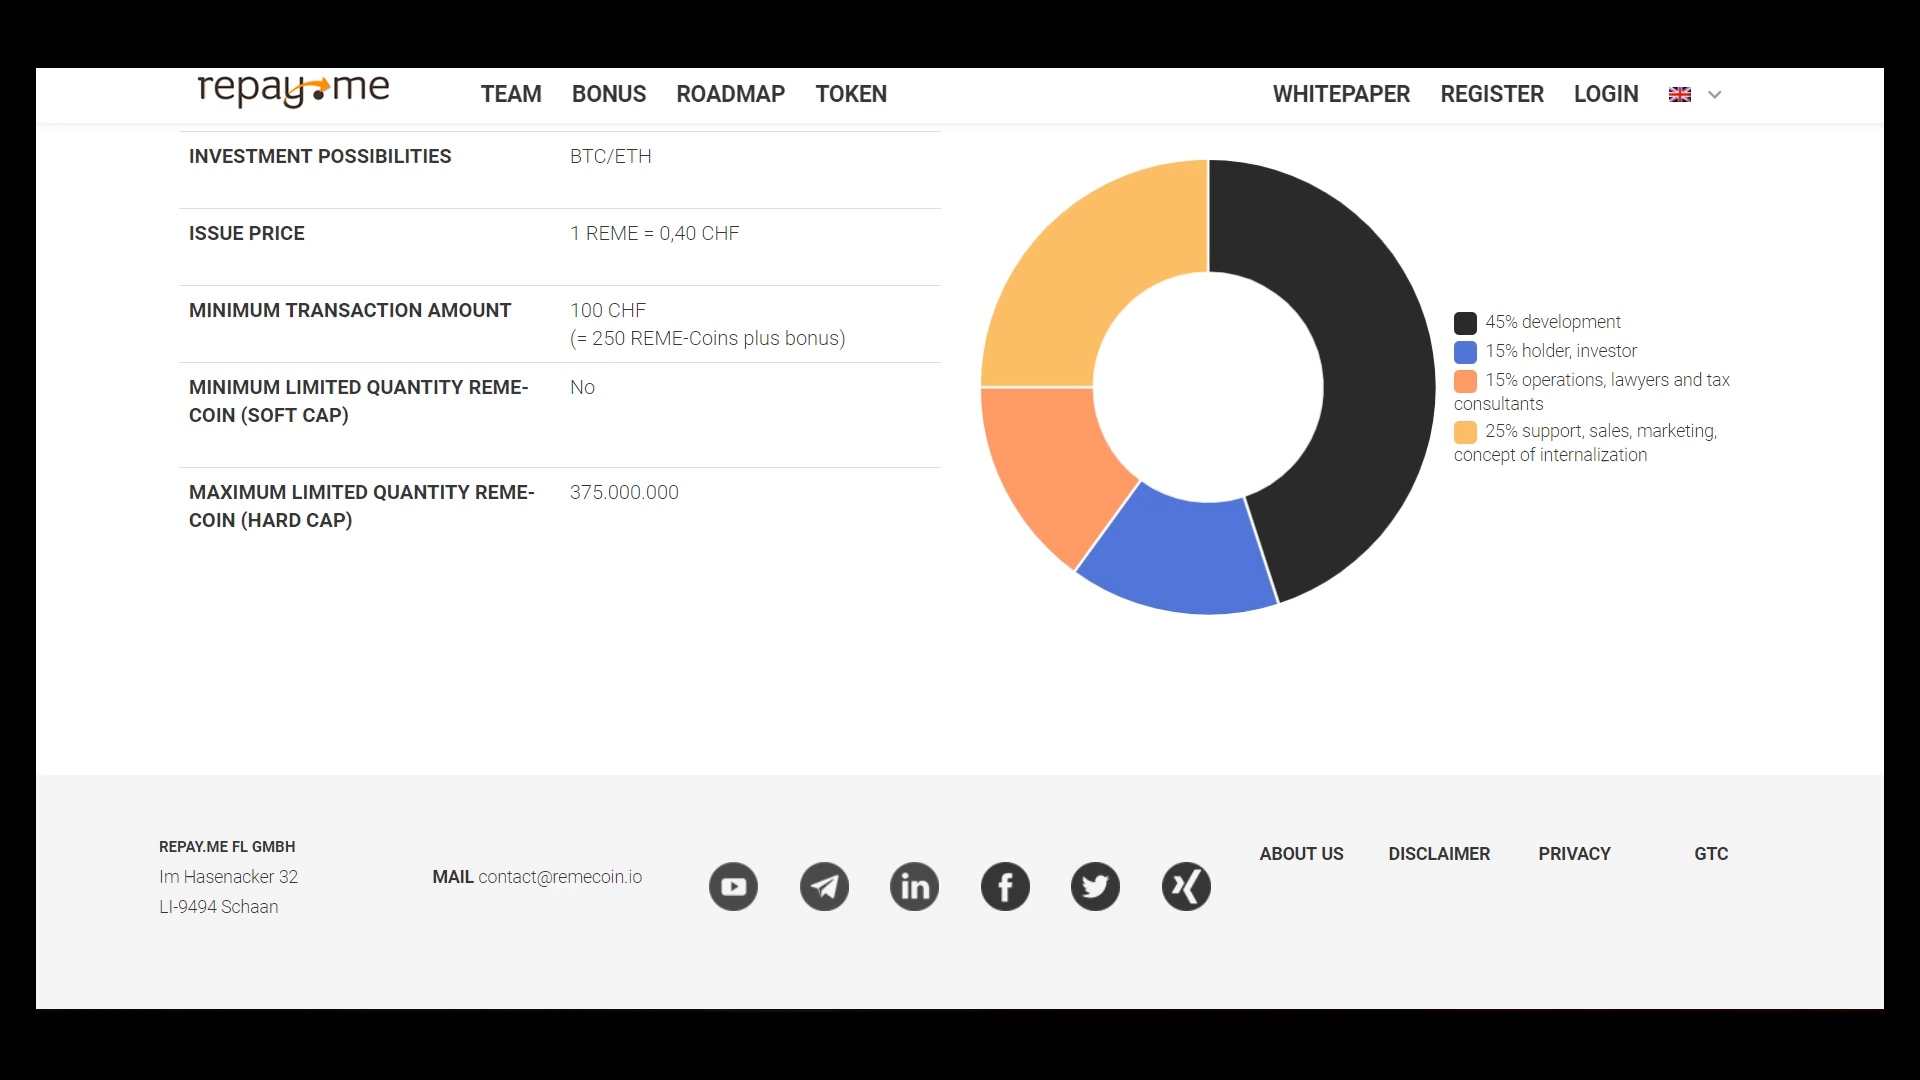 repay.me
TEAM BONUS ROADMAP TOKEN WHITEPAPER REGISTER LOGIN
INVESTMENT POSSIBILITIES BTC/ETH
ISSUE PRICE 1 REME = 0,40 CHF
MINIMUM TRANSACTION AMOUNT 100 CHF
(= 250 REME-Coins plus bonus)
MINIMUM LIMITED QUANTITY REME- No
COIN (SOFT CAP)
MAXIMUM LIMITED QUANTITY REME- 375.000.000
COIN (HARD CAP)
45% development
15% holder, investor
15% operations, lawyers and tax
consultants
25% support, sales, marketing,
concept of internalization
REPAY.ME FL GMBH
Im Hasenacker 32
LI-9494 Schaan
MAIL contact@remecoin.io
in
f
ABOUT US DISCLAIMER PRIVACY GTC